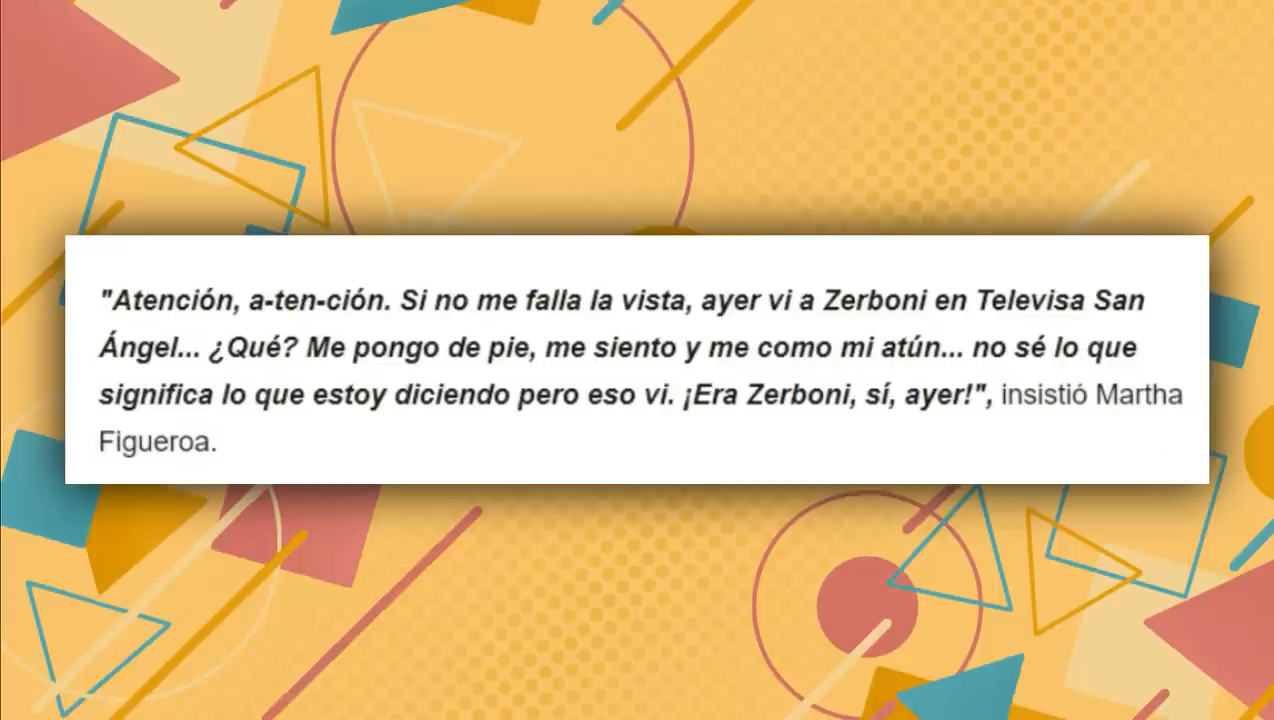 "Atención, a-ten-ción. Si no me falla la vista, ayer vi a Zerboni en Televisa San
Ángel... ¿Qué? Me pongo de pie, me siento y me como mi atún... no sé lo que
significa lo que estoy diciendo pero eso vi. ¡Era Zerboni, sí, ayer!", insistió Martha
Figueroa.